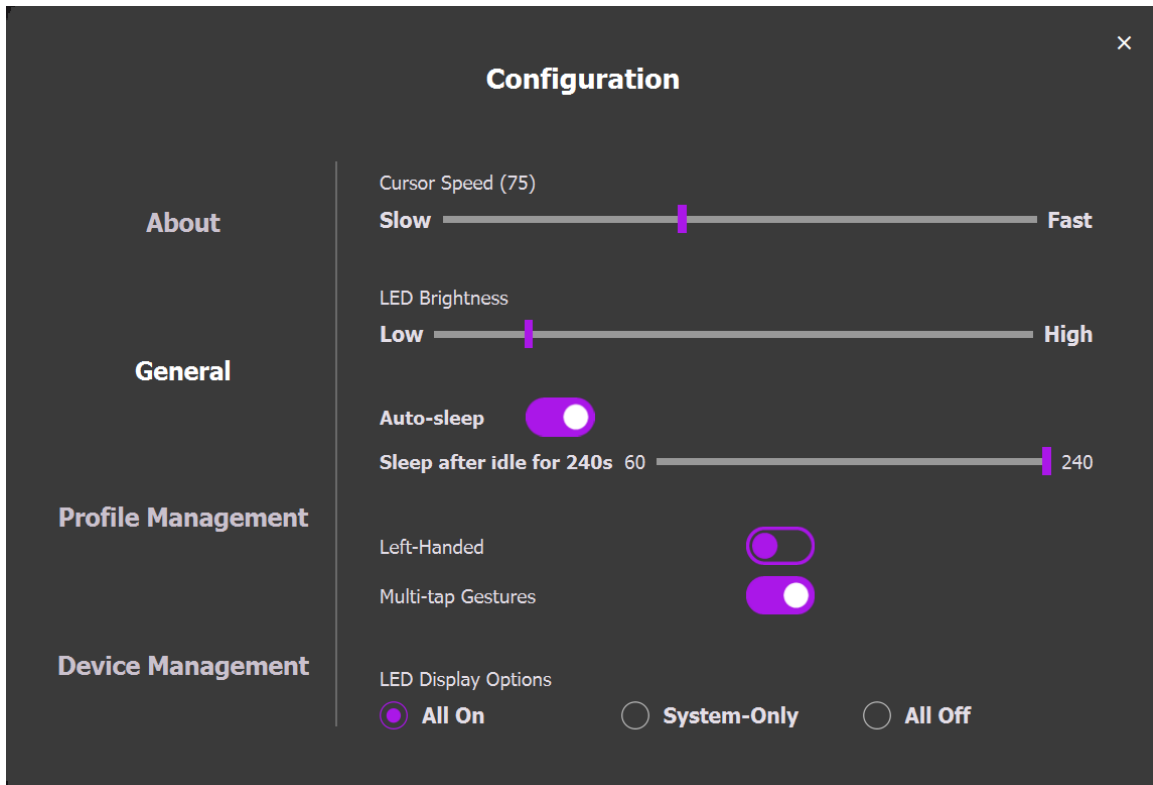 ×
Configuration
About
General
Profile Management
Device Management
Cursor Speed (75)
Slow Fast
LED Brightness
Low High
Auto-sleep
Sleep after idle for 240s 60 240
Left-Handed
Multi-tap Gestures
LED Display Options
All On System-Only All Off